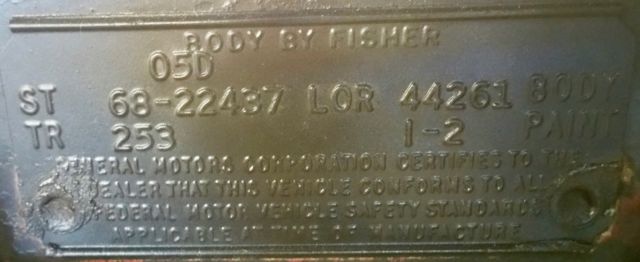 BODY BY FISHER
05D
ST 68-22437 LOR 44261 BODY
TR 253 1-2 PAINT
GENERAL MOTORS CORPORATION CERTIFIES TO THE
DEALER THAT THIS VEHICLE CONFORMS TO ALL
FEDERAL MOTOR VEHICLE SAFETY STANDARDS
APPLICABLE AT TIME OF MANUFACTURE